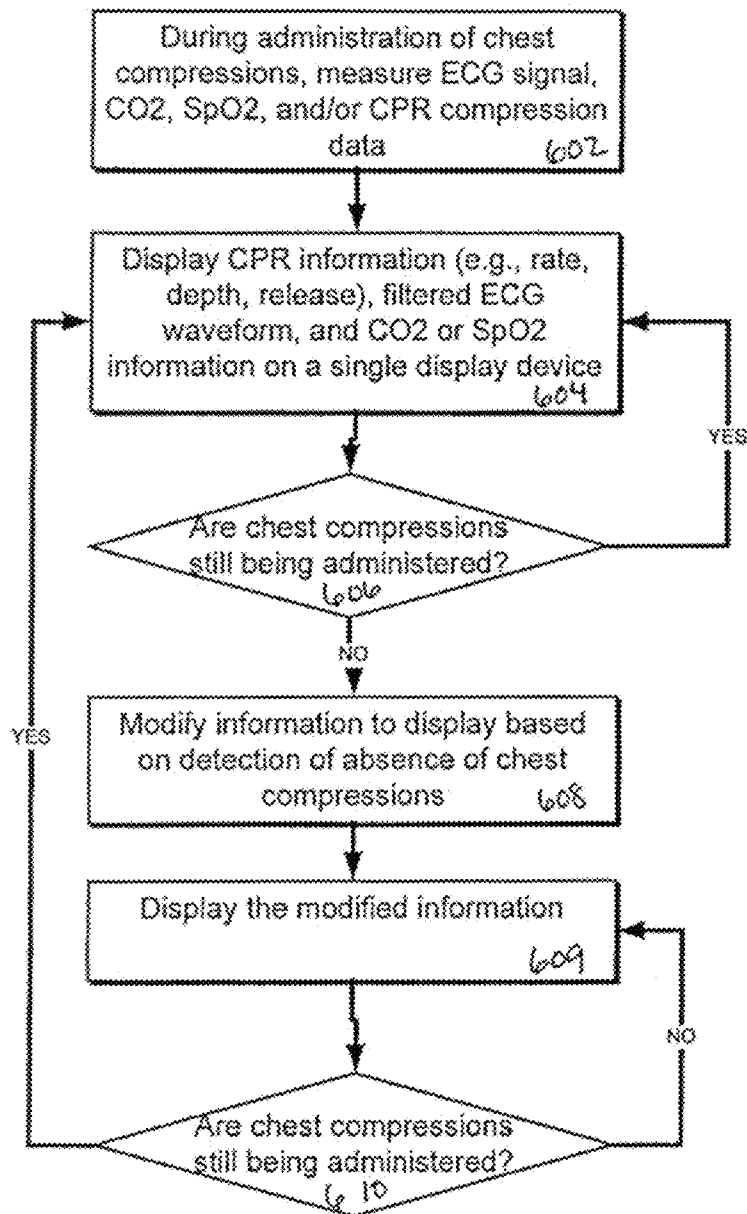 During administration of chest
compressions, measure ECG signal,
CO2, SpO2, and/or CPR compression
data
602
Display CPR information (e.g., rate,
depth, release), filtered ECG
waveform, and CO2 or SpO2
information on a single display device
604
YES
Are chest compressions
still being administered?
606
NO
YES
Modify information to display based
on detection of absence of chest
compressions
608
Display the modified information
609
NO
Are chest compressions
still being administered?
610